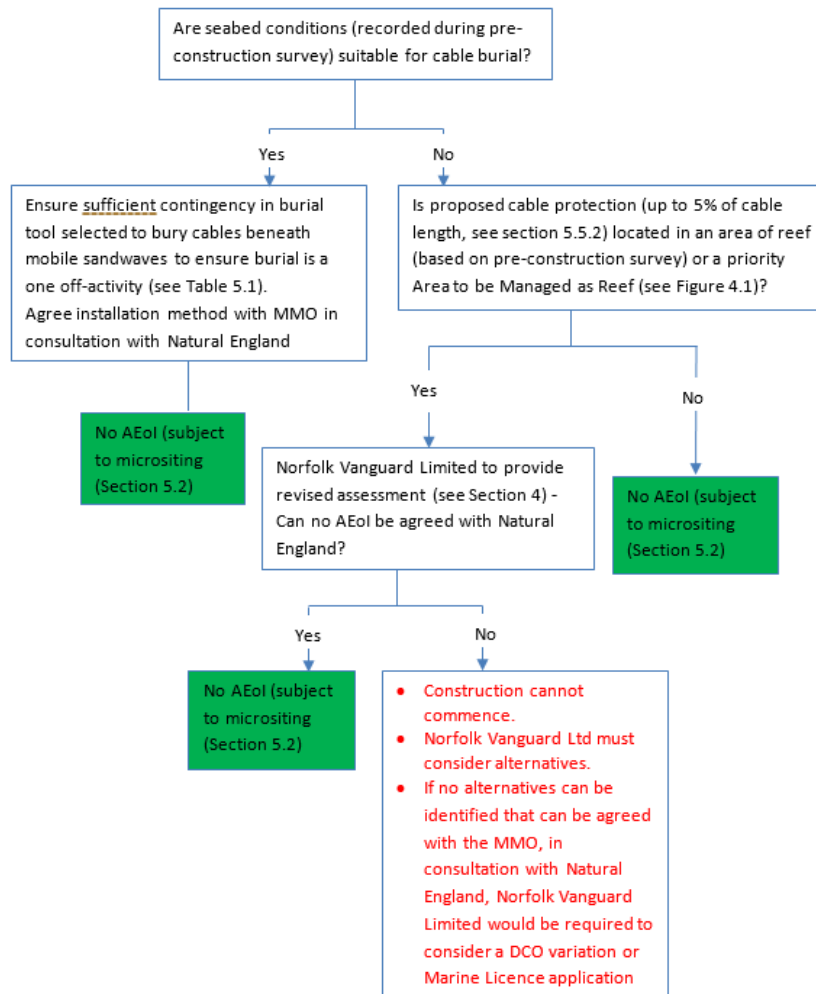 Are seabed conditions (recorded during pre-
construction survey) suitable for cable burial?
Yes
No
Ensure sufficient contingency in burial
tool selected to bury cables beneath
mobile sandwaves to ensure burial is a
one off-activity (see Table 5.1).
Agree installation method with MMO in
consultation with Natural England
Is proposed cable protection (up to 5% of cable
length, see section 5.5.2) located in an area of reef
(based on pre-construction survey) or a priority
Area to be Managed as Reef (see Figure 4.1)?
Yes
No
No AEoI (subject
to micrositing
(Section 5.2)
Norfolk Vanguard Limited to provide
revised assessment (see Section 4) -
Can no AEoI be agreed with Natural
England?
No AEoI (subject
to micrositing
(Section 5.2)
Yes
No
No AEoI (subject
to micrositing
(Section 5.2)
• Construction cannot
commence.
• Norfolk Vanguard Ltd must
consider alternatives.
• If no alternatives can be
identified that can be agreed
with the MMO, in
consultation with Natural
England, Norfolk Vanguard
Limited would be required to
consider a DCO variation or
Marine Licence application